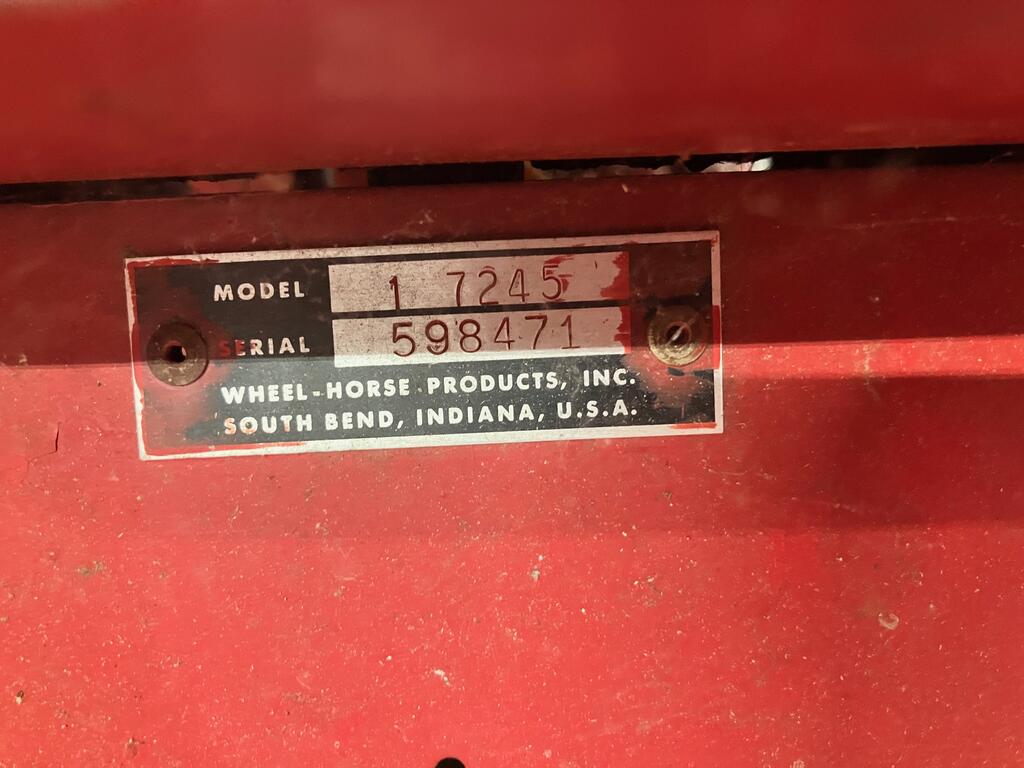 MODEL 1 7245
SERIAL 598471
WHEEL-HORSE PRODUCTS, INC.
SOUTH BEND, INDIANA, U.S.A.